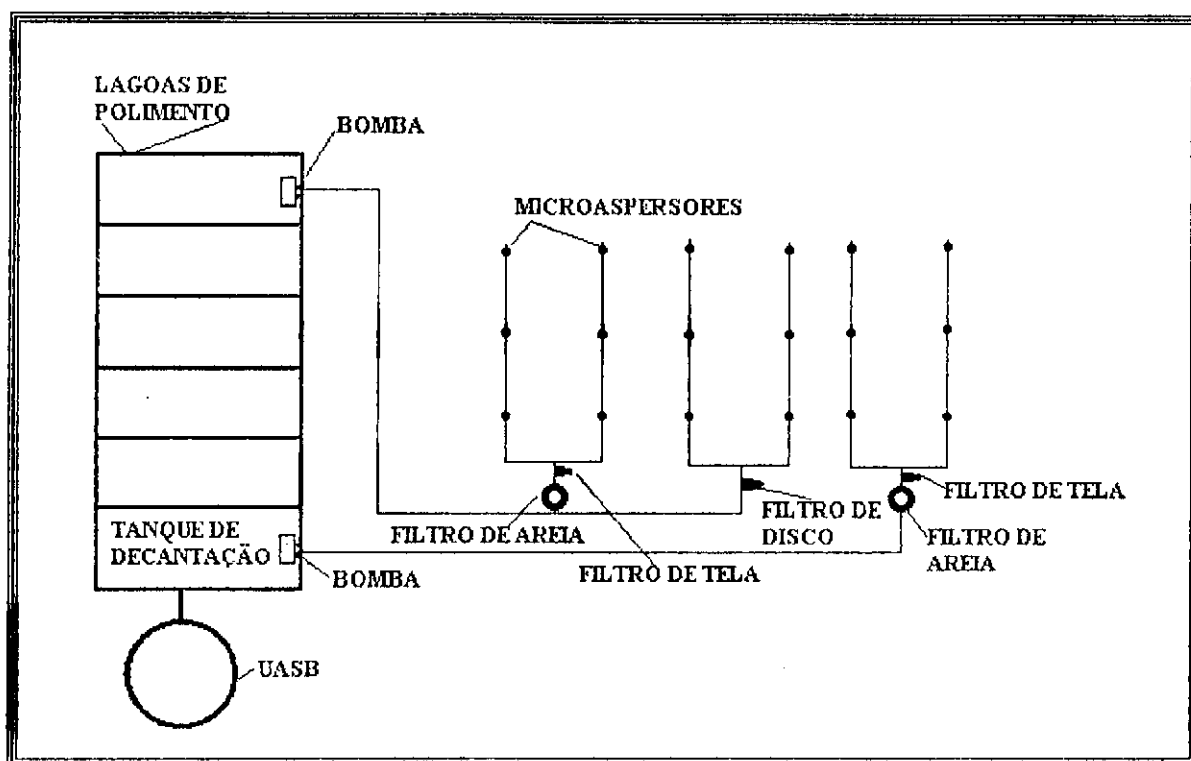 LAGOAS DE
POLIMENTO
BOMBA
MICROASPERSORES
FILTRO DE AREIA
FILTRO DE TELA
FILTRO DE
DISCO
FILTRO DE TELA
FILTRO DE
AREIA
TANQUE DE
DECANTAÇÃO
BOMBA
UASB